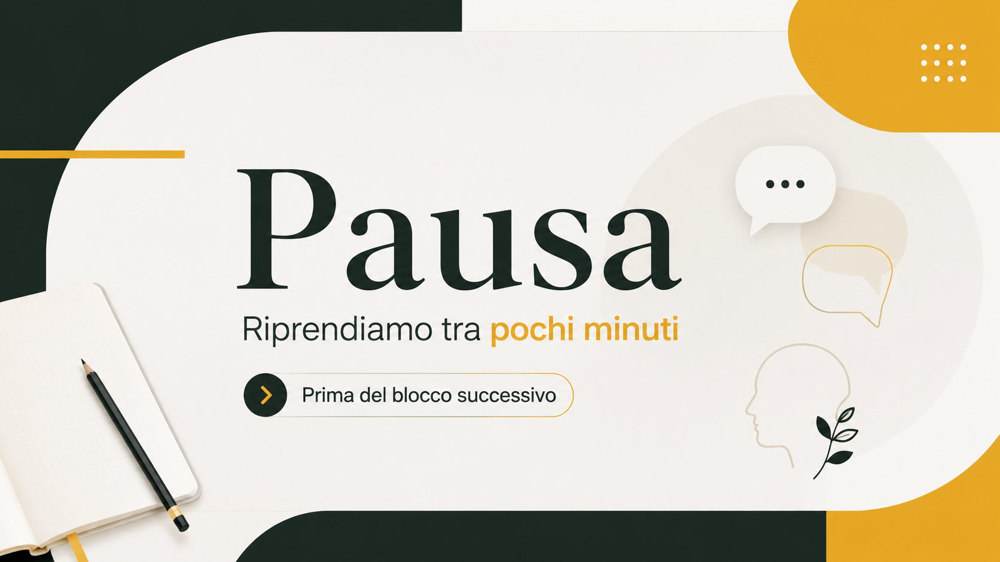 Pausa
Riprendiamo tra pochi minuti
Prima del blocco successivo